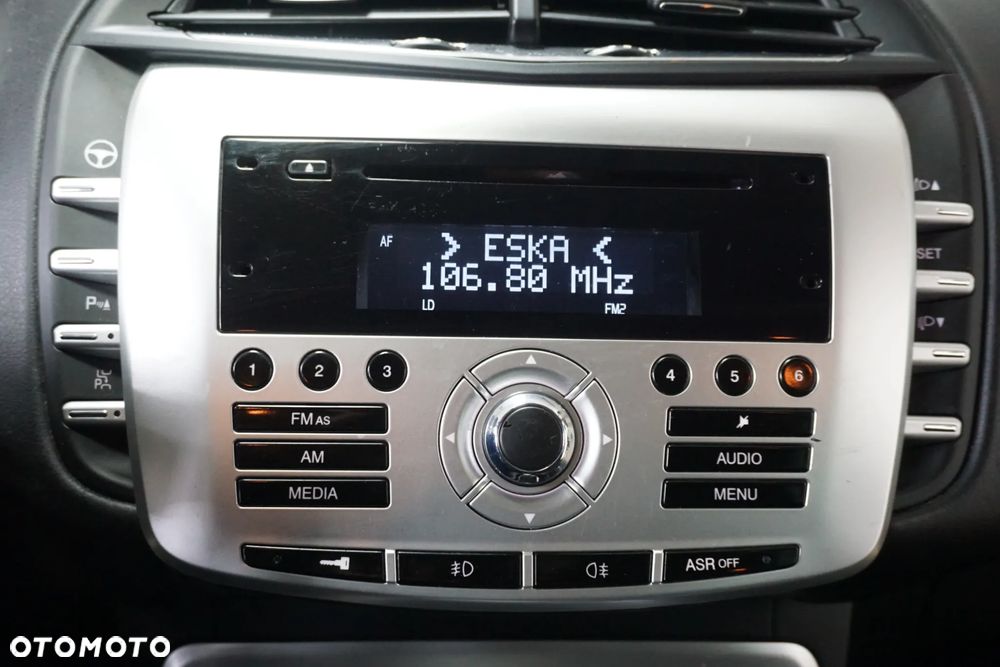 AF
> ESKA <
106.80 MHz
LD
FM2
SET
P
P
1
2
3
4
5
6
FM AS
AM
MEDIA
AUDIO
MENU
ASR OFF
OTOMOTO